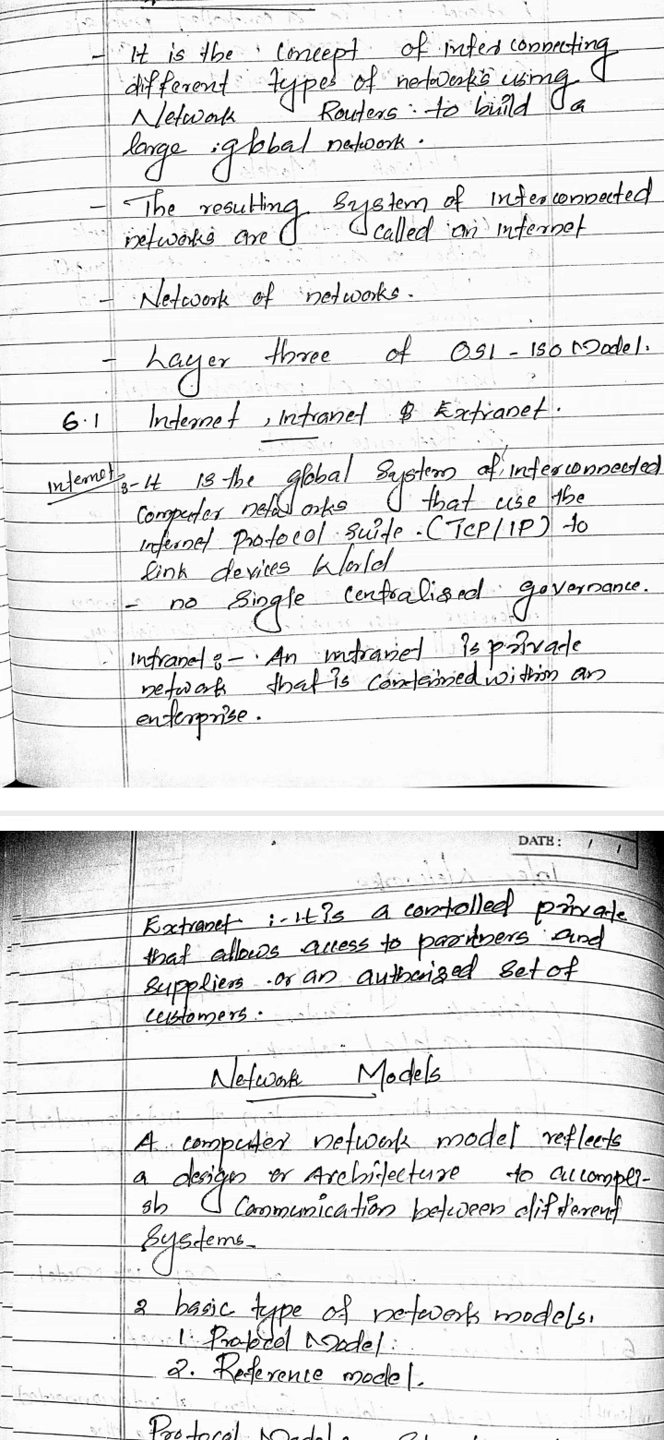 - It is the concept of interconnecting
different types of networks using
Network Routers to build a
large global network.
- The resulting system of interconnected
networks are called an internet
- Network of networks.
- Layer three of OSI - ISO Model.
6.1 Internet, Intranet & Extranet.
Internet :- It is the global system of interconnected
computer networks that use the
internet protocol suite. (TCP/IP) to
link devices World
- no single centralised governance.
Intranet :- An intranet is private
network that is contained within an
enterprise.
DATE: / /
Extranet :- It is a contolled private
that allows access to partners and
suppliers or an authorised set of
customers.
Network Models
A computer network model reflects
a design or Architecture to accompli-
sh Communication between different
Systems.
2 basic type of network models.
1. Protocol Model.
2. Reference model.
Protocol Model